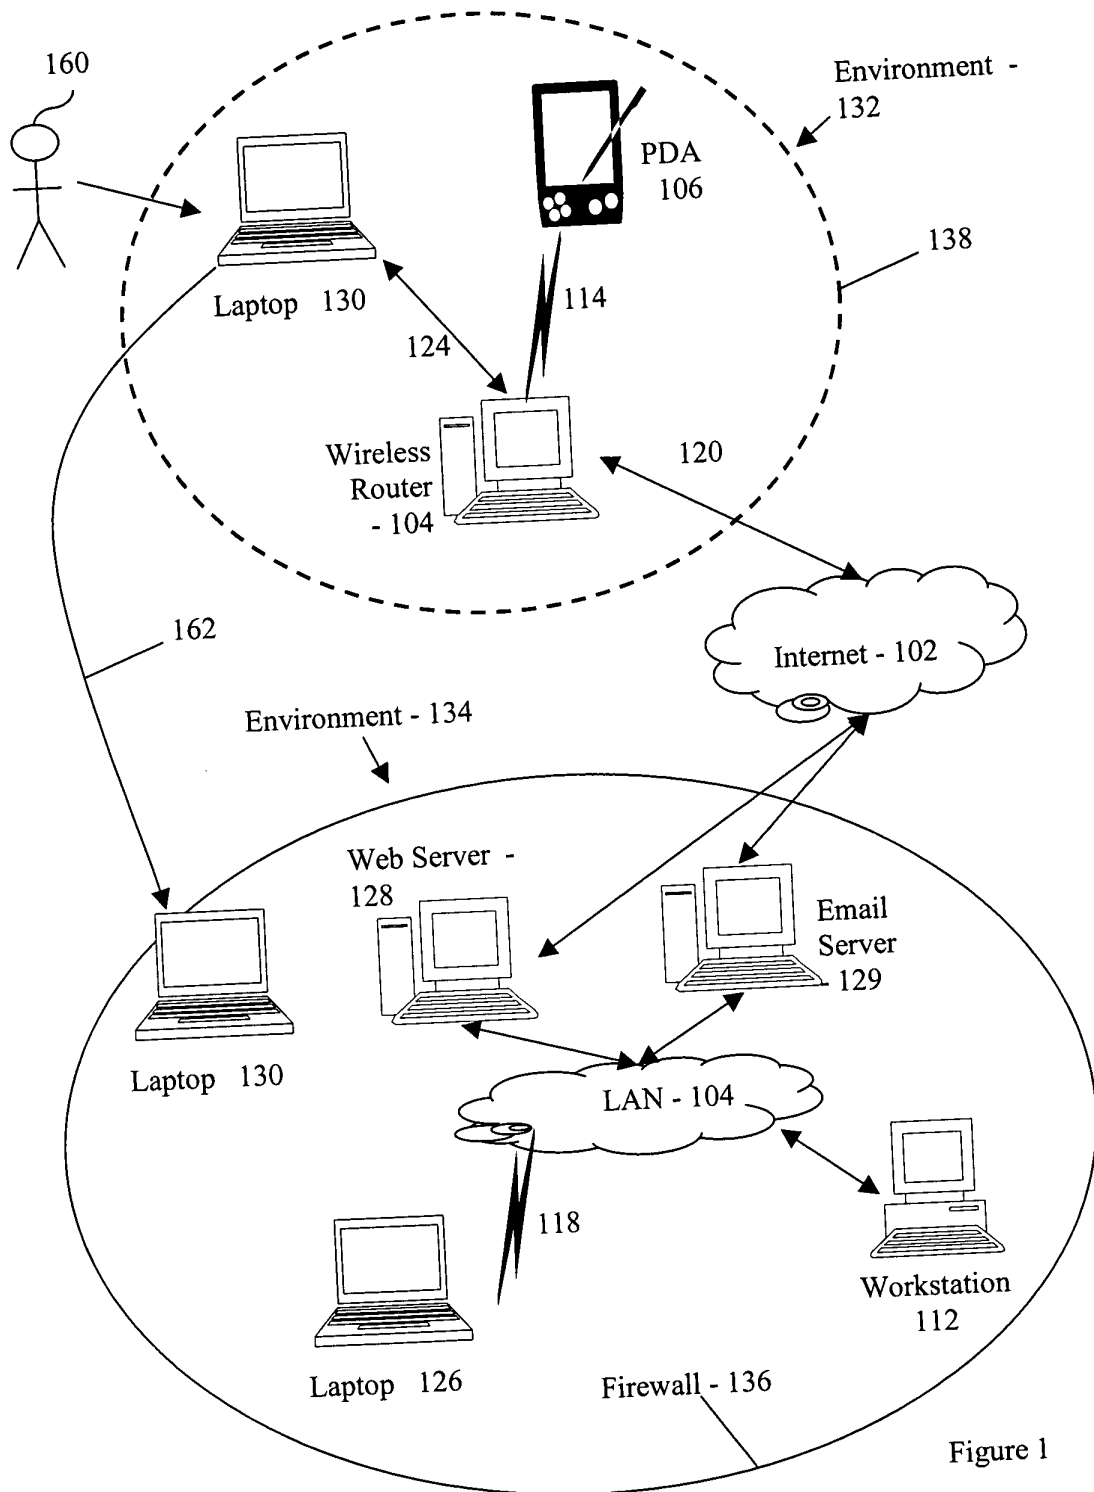 160
Environment -
132
PDA
106
138
Laptop 130
114
124
Wireless
Router
- 104
120
162
Internet - 102
Environment - 134
Web Server -
128
Email
Server
- 129
Laptop 130
LAN - 104
118
Workstation
112
Laptop 126
Firewall - 136
Figure 1